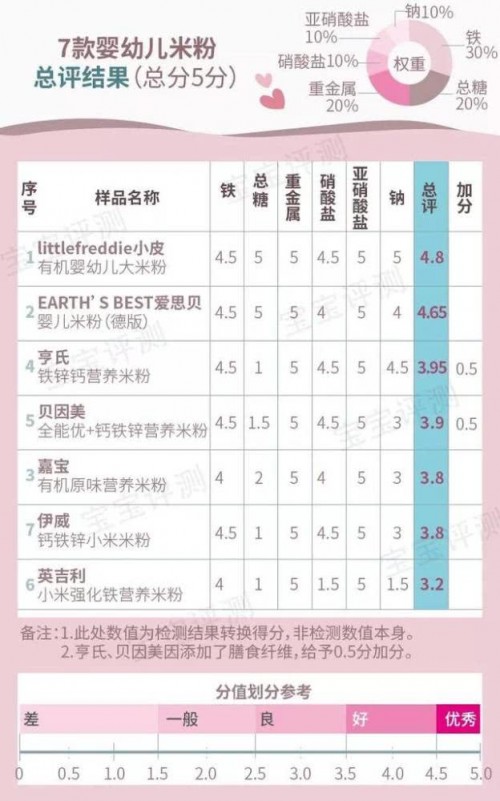 7款婴幼儿米粉
总评结果(总分5分)
权重
钠10%
铁
30%
总糖
20%
重金属
20%
硝酸盐10%
亚硝酸盐
10%
序号 样品名称 铁 总糖 重金属 硝酸盐 亚硝酸盐 钠 总评 加分
1 littlefreddie小皮 4.5 5 5 4.5 5 5 4.8
有机婴幼儿大米粉
2 EARTH'S BEST爱思贝 4.5 5 5 4 5 4 4.65
婴儿米粉(德版)
4 亨氏 4.5 1 5 4.5 5 4.5 3.95 0.5
铁锌钙营养米粉
5 贝因美 4.5 1.5 5 4.5 5 3 3.9 0.5
全能优+钙铁锌营养米粉
3 嘉宝 4 2 5 4 5 3 3.8
有机原味营养米粉
7 伊威 4.5 1 5 4.5 5 3 3.8
钙铁锌小米米粉
6 英吉利 4 1 5 1.5 5 1.5 3.2
小米强化铁营养米粉
备注:1.此处数值为检测结果转换得分,非检测数值本身。
2.亨氏、贝因美因添加了膳食纤维,给予0.5分加分。
分值划分参考
差 一般 良 好 优秀
0 0.5 1.0 1.5 2.0 2.5 3.0 3.5 4.0 4.5 5.0
宝宝评测